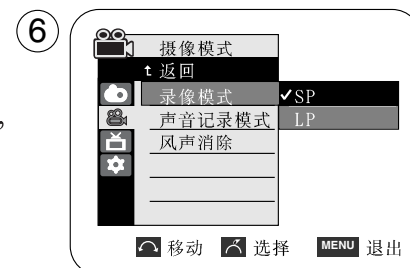 ⑥
摄像模式
返回
录像模式 ✓SP
声音记录模式 LP
风声消除
,
移动 选择 MENU 退出